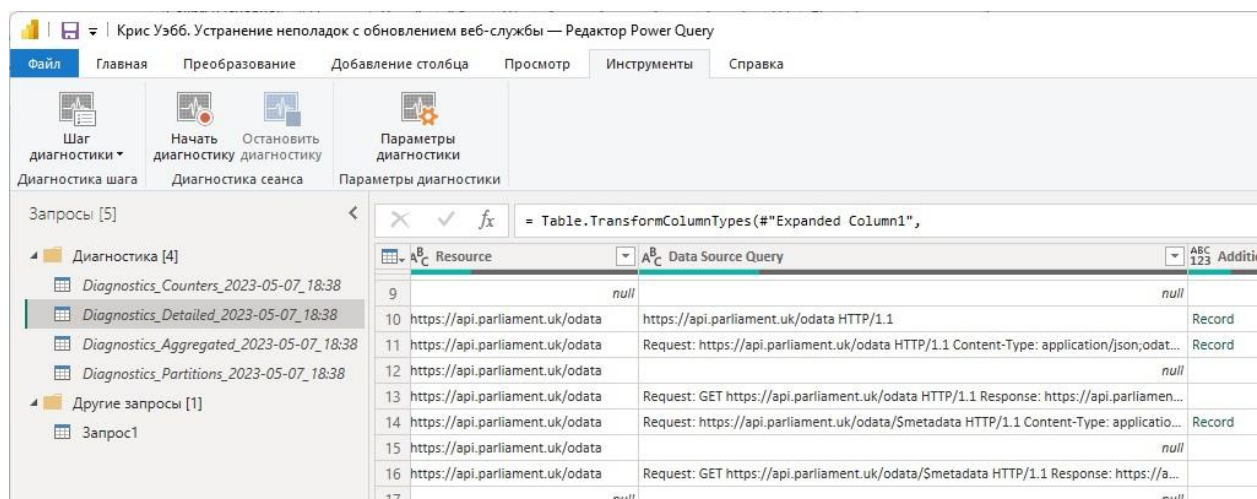 Крис Уэбб. Устранение неполадок с обновлением веб-службы — Редактор Power Query
Файл Главная Преобразование Добавление столбца Просмотр Инструменты Справка
Шаг диагностики
Начать диагностику
Остановить диагностику
Параметры диагностики
Диагностика шага Диагностика сеанса Параметры диагностики
Запросы [5]
fx = Table.TransformColumnTypes(#"Expanded Column1",
Диагностика [4]
Diagnostics_Counters_2023-05-07_18:38
Diagnostics_Detailed_2023-05-07_18:38
Diagnostics_Aggregated_2023-05-07_18:38
Diagnostics_Partitions_2023-05-07_18:38
Другие запросы [1]
Запрос1
ABC Resource ABC Data Source Query ABC 123 Additi
9 null null
10 https://api.parliament.uk/odata https://api.parliament.uk/odata HTTP/1.1 Record
11 https://api.parliament.uk/odata Request: https://api.parliament.uk/odata HTTP/1.1 Content-Type: application/json;odat... Record
12 https://api.parliament.uk/odata null
13 https://api.parliament.uk/odata Request: GET https://api.parliament.uk/odata HTTP/1.1 Response: https://api.parliamen...
14 https://api.parliament.uk/odata Request: https://api.parliament.uk/odata/$metadata HTTP/1.1 Content-Type: applicatio... Record
15 https://api.parliament.uk/odata null
16 https://api.parliament.uk/odata Request: GET https://api.parliament.uk/odata/$metadata HTTP/1.1 Response: https://a...
17 null null